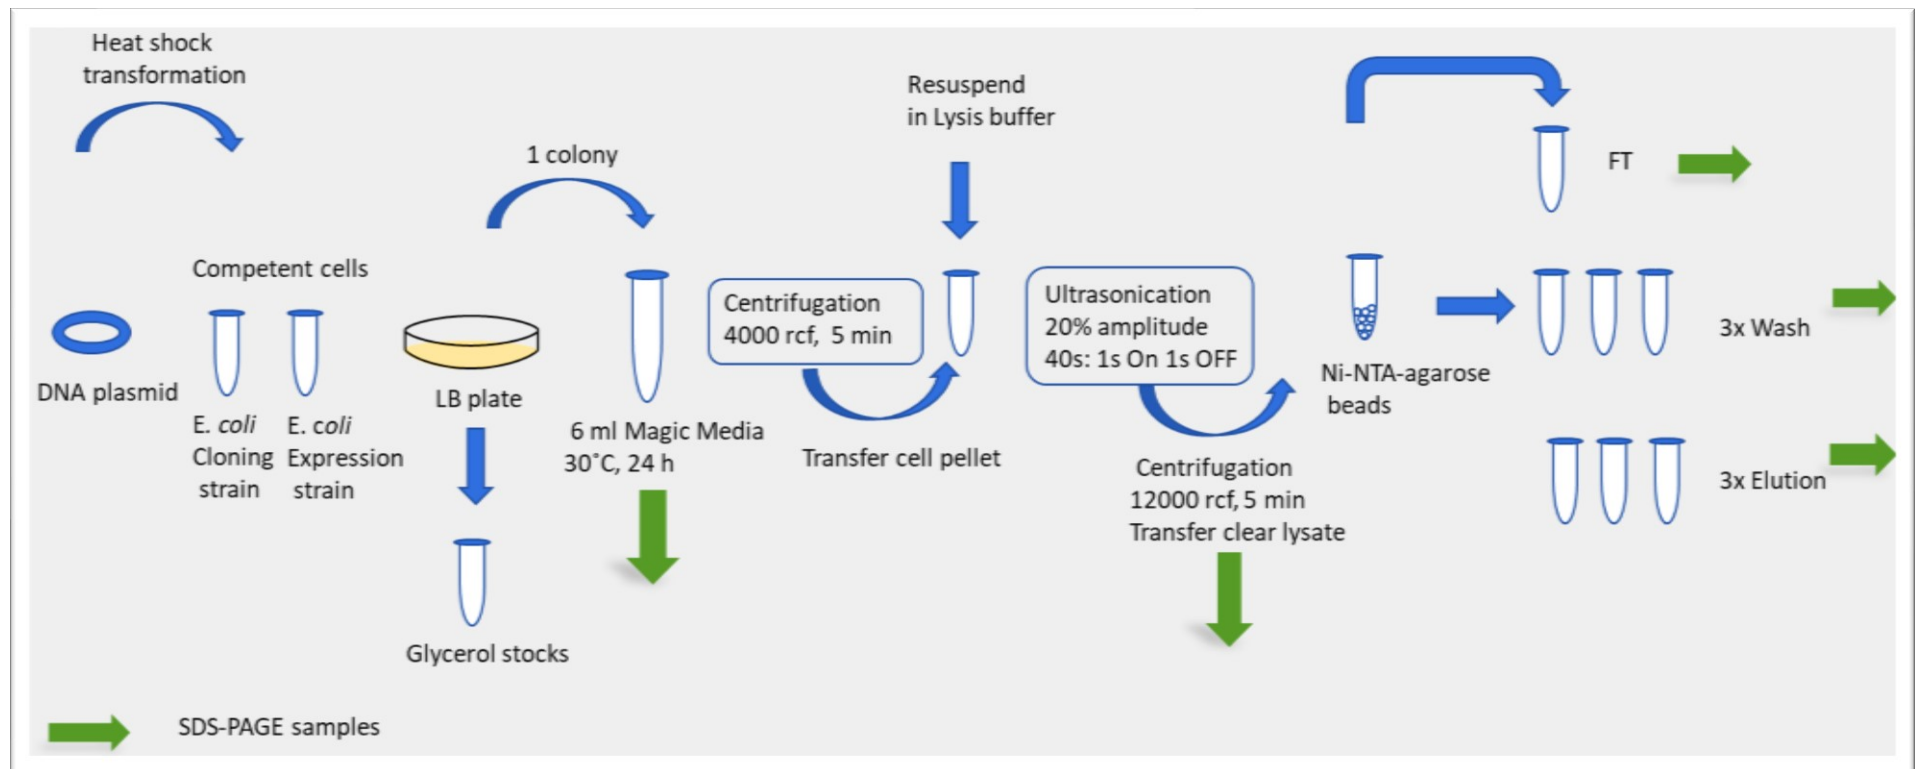 Heat shock
transformation
Competent cells
DNA plasmid
E. coli
Cloning
strain
E. coli
Expression
strain
1 colony
LB plate
Glycerol stocks
6 ml Magic Media
30˚C, 24 h
Centrifugation
4000 rcf, 5 min
Transfer cell pellet
Resuspend
in Lysis buffer
Ultrasonication
20% amplitude
40s: 1s On 1s OFF
Centrifugation
12000 rcf, 5 min
Transfer clear lysate
Ni-NTA-agarose
beads
FT
3x Wash
3x Elution
SDS-PAGE samples